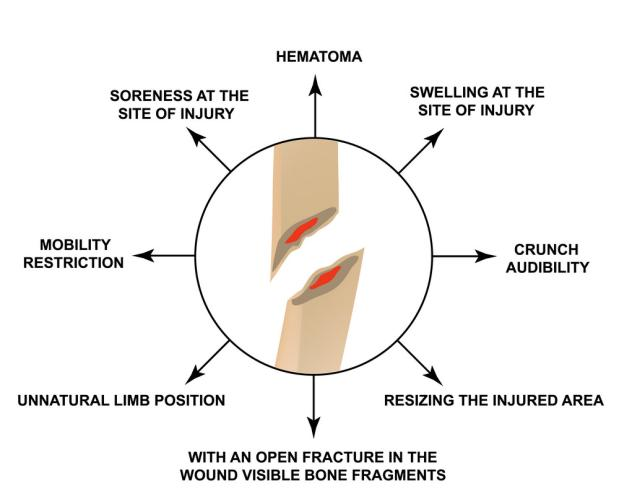 HEMATOMA
SORENESS AT THE
SITE OF INJURY
SWELLING AT THE
SITE OF INJURY
MOBILITY
RESTRICTION
CRUNCH
AUDIBILITY
UNNATURAL LIMB POSITION
RESIZING THE INJURED AREA
WITH AN OPEN FRACTURE IN THE
WOUND VISIBLE BONE FRAGMENTS